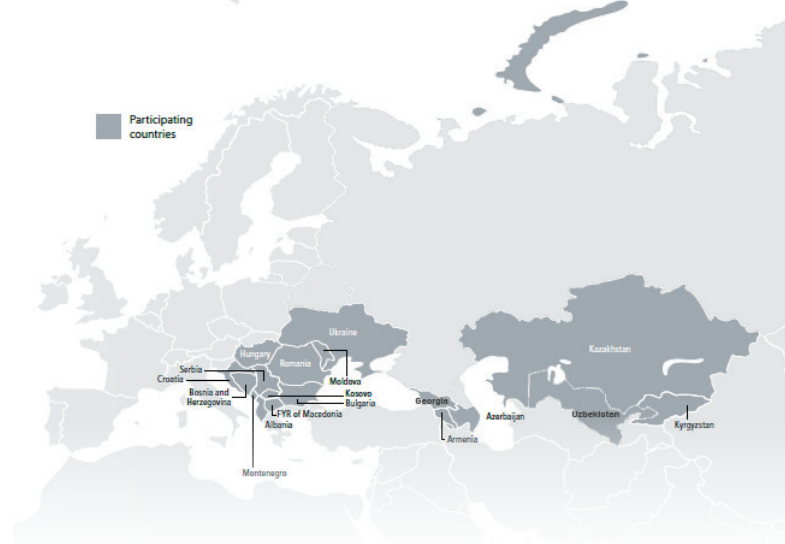 Participating
countries
Ukraine
Hungary
Romania
Kazakhstan
Serbia
Croatia
Moldova
Bosnia and
Herzegovina
Kosovo
Bulgaria
FYR of Macedonia
Albania
Georgia
Azerbaijan
Uzbekistan
Armenia
Kyrgyzstan
Montenegro